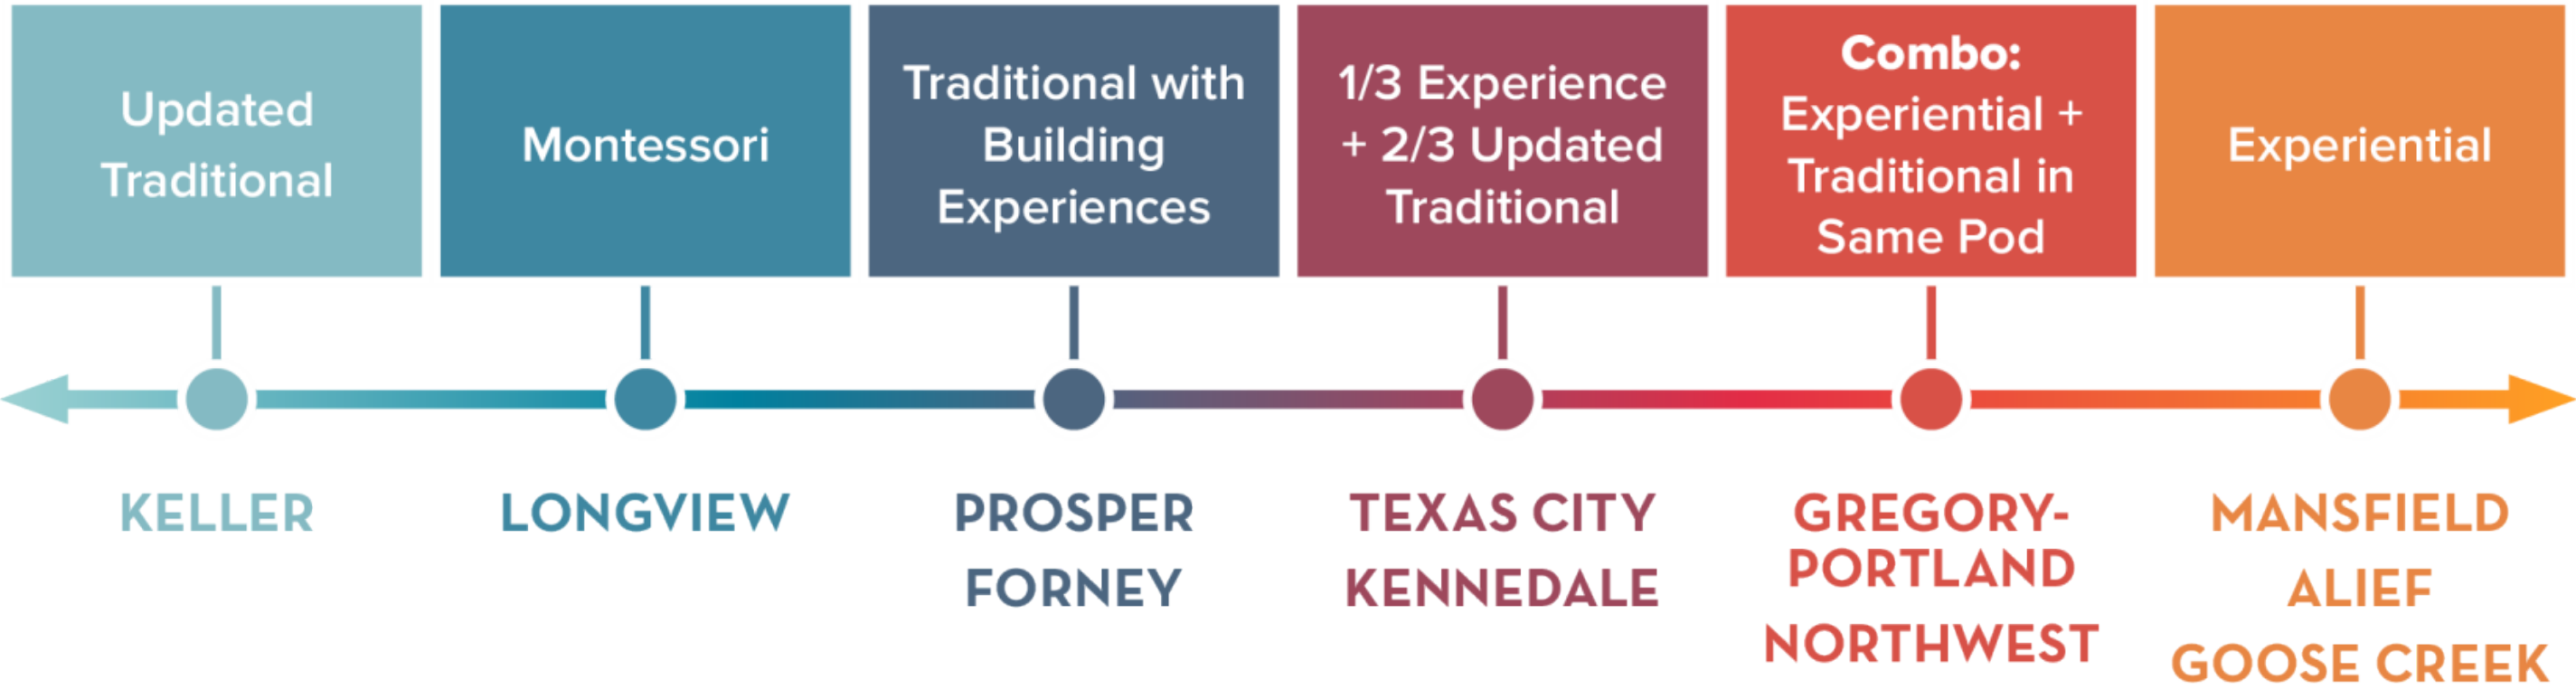 Updated
Traditional
Montessori
Traditional with
Building
Experiences
1/3 Experience
+ 2/3 Updated
Traditional
Combo:
Experiential +
Traditional in
Same Pod
Experiential
KELLER
LONGVIEW
PROSPER
FORNEY
TEXAS CITY
KENNEDALE
GREGORY-
PORTLAND
NORTHWEST
MANSFIELD
ALIEF
GOOSE CREEK